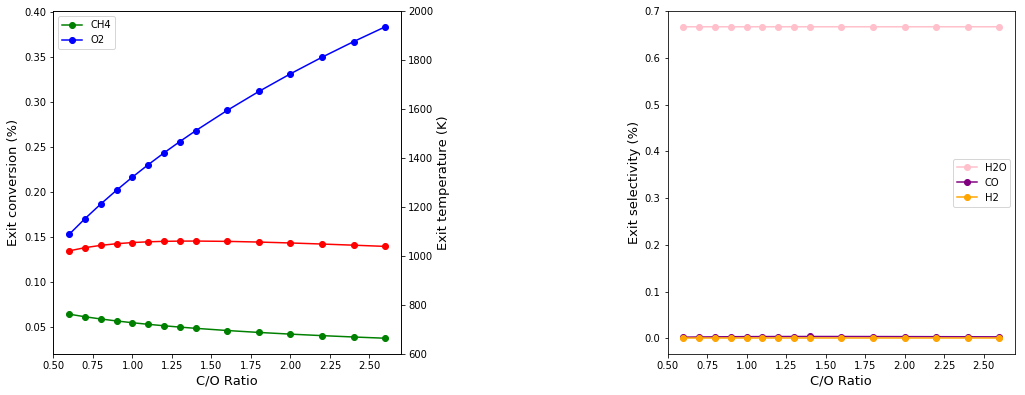 0.40
0.35
0.30
0.25
0.20
0.15
0.10
0.05
Exit conversion (%)
CH4
O2
2000
1800
1600
1400
1200
1000
800
600
Exit temperature (K)
0.50 0.75 1.00 1.25 1.50 1.75 2.00 2.25 2.50
C/O Ratio
0.7
0.6
0.5
0.4
0.3
0.2
0.1
0.0
Exit selectivity (%)
H2O
CO
H2
0.50 0.75 1.00 1.25 1.50 1.75 2.00 2.25 2.50
C/O Ratio